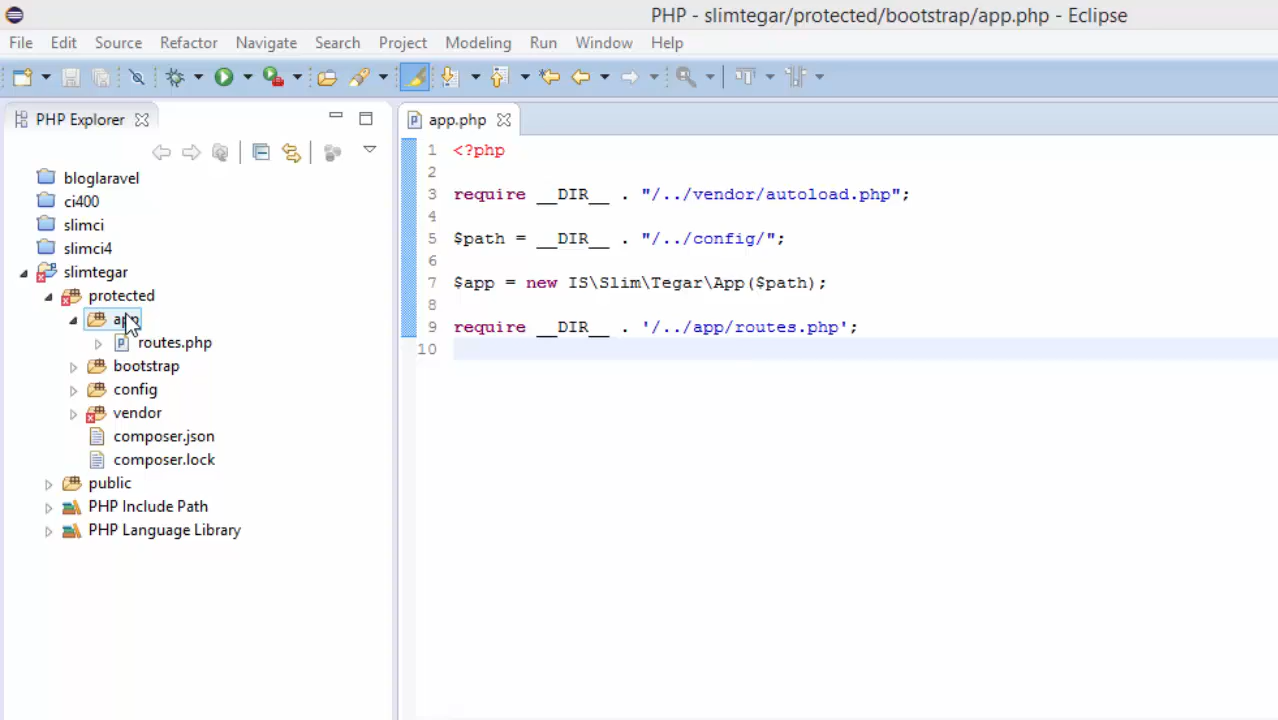 PHP - slimtegar/protected/bootstrap/app.php - Eclipse
File Edit Source Refactor Navigate Search Project Modeling Run Window Help
PHP Explorer
bloglaravel
ci400
slimci
slimci4
slimtegar
protected
app
routes.php
bootstrap
config
vendor
composer.json
composer.lock
public
PHP Include Path
PHP Language Library
app.php
1 <?php
2
3 require __DIR__ . "/../vendor/autoload.php";
4
5 $path = __DIR__ . "/../config/";
6
7 $app = new IS\Slim\Tegar\App($path);
8
9 require __DIR__ . '/../app/routes.php';
10